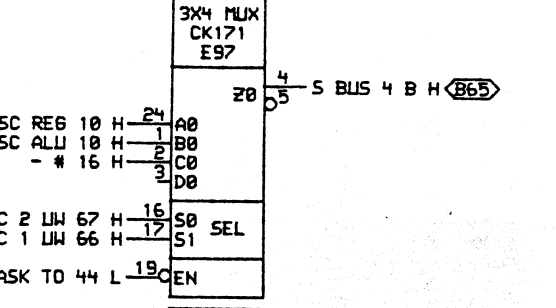 3X4 MUX
CK171
E97
Z0 4 S BUS 4 B H B65
5
SC REG 10 H 24 A0
SC ALU 10 H 1 B0
- # 16 H 2 C0
3 D0
C 2 UW 67 H 16 S0 SEL
C 1 UW 66 H 17 S1
ASK TO 44 L 19 EN